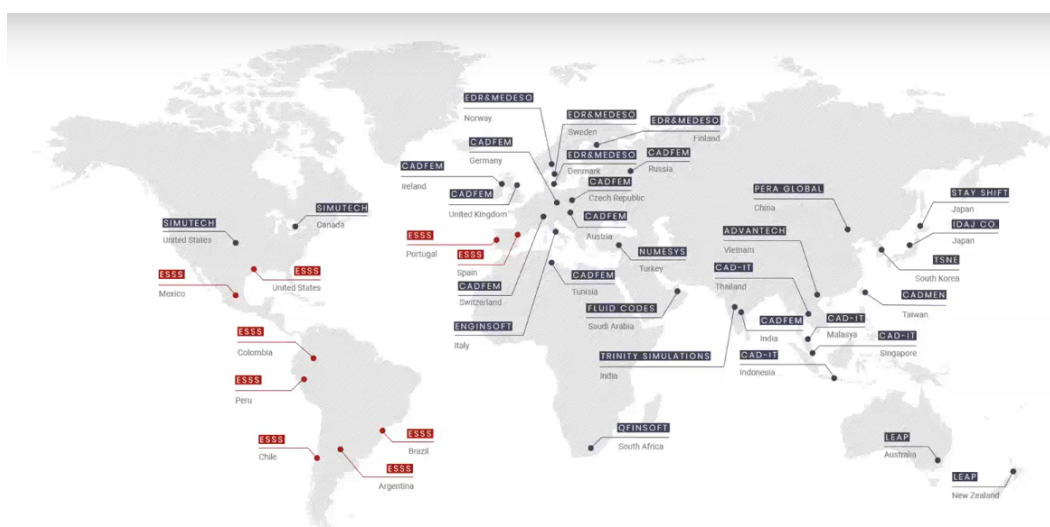 EDR&MEDESO
Norway
EDR&MEDESO
Sweden
EDR&MEDESO
Finland
CADFEM
Germany
EDR&MEDESO
Denmark
CADFEM
Russia
CADFEM
Ireland
CADFEM
Czech Republic
CADFEM
United Kingdom
PERA GLOBAL
China
STAY SHIFT
Japan
SIMUTECH
Canada
SIMUTECH
United States
CADFEM
Austria
IDAJ CO.
Japan
ESSS
Portugal
ADVANTECH
Vietnam
ESSS
Spain
NUMESYS
Turkey
TSNE
South Korea
ESSS
Mexico
ESSS
United States
CADFEM
Switzerland
CADFEM
Tunisia
CAD-IT
Thailand
CADMEN
Taiwan
FLUID CODES
Saudi Arabia
ENGINSOFT
Italy
CADFEM
India
CAD-IT
Malasya
CAD-IT
Singapore
ESSS
Colombia
TRINITY SIMULATIONS
India
CAD-IT
Indonesia
ESSS
Peru
ESSS
Chile
ESSS
Brazil
QFINSOFT
South Africa
LEAP
Australia
ESSS
Argentina
LEAP
New Zealand